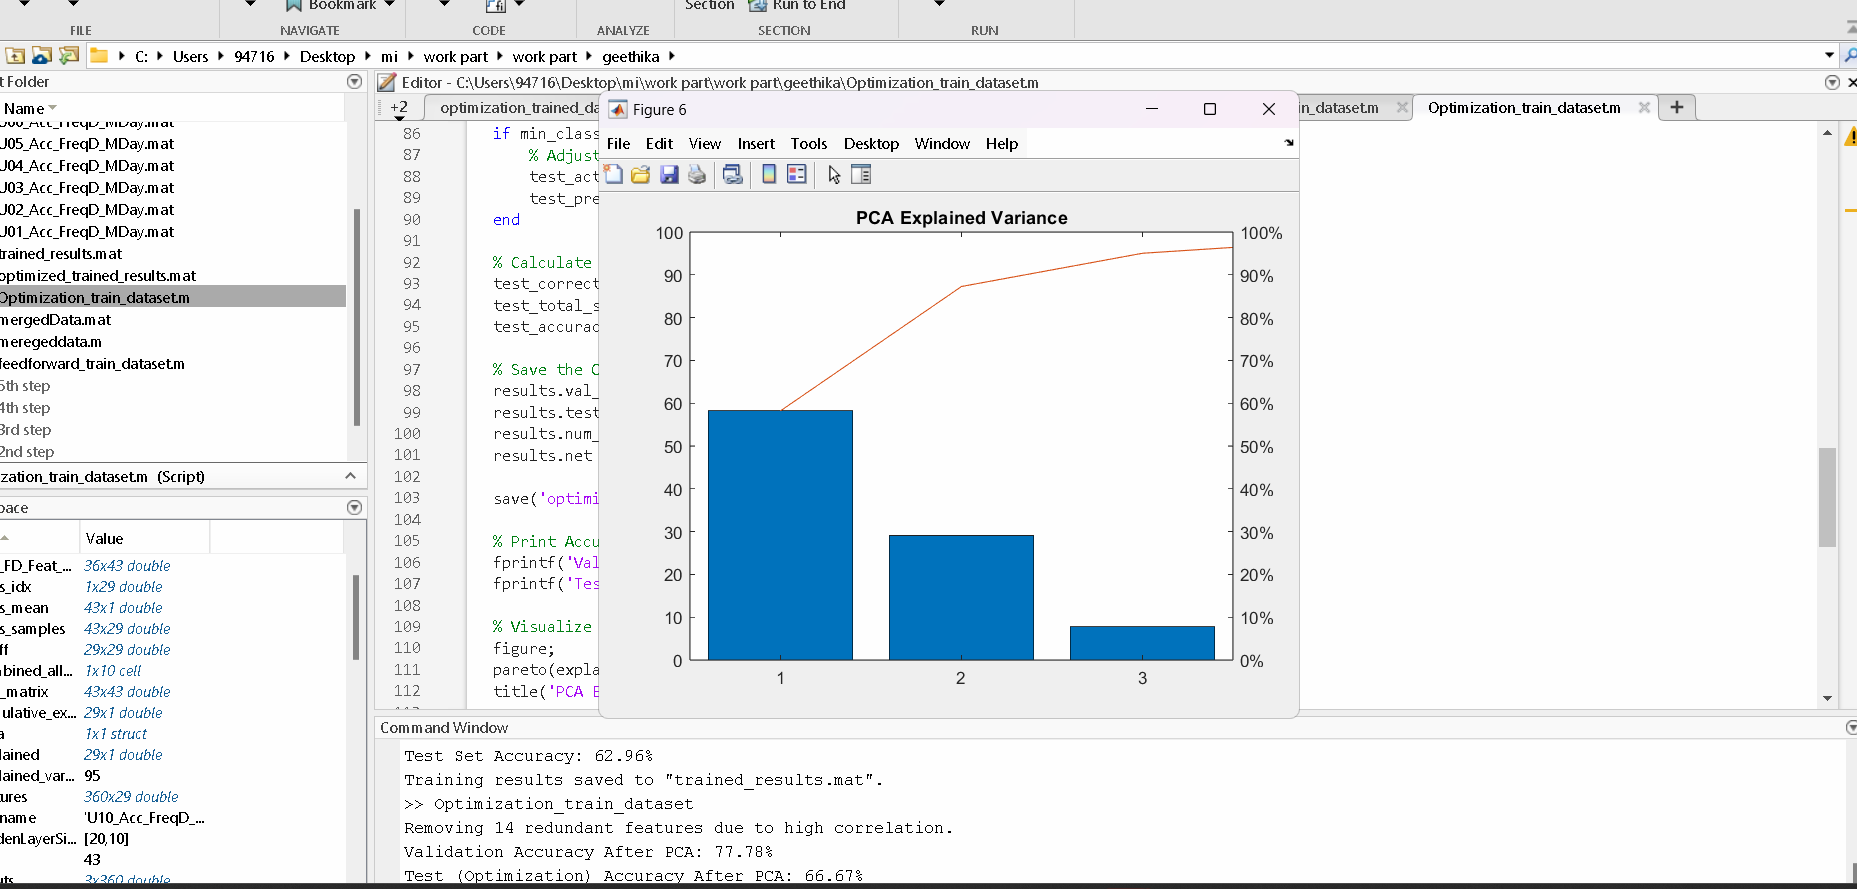 Bookmark
Section
Run to End
FILE
NAVIGATE
CODE
ANALYZE
SECTION
RUN
C: Users 94716 Desktop mi work part work part geethika
t Folder
Name
U05_Acc_FreqD_MDay.mat
U04_Acc_FreqD_MDay.mat
U03_Acc_FreqD_MDay.mat
U02_Acc_FreqD_MDay.mat
U01_Acc_FreqD_MDay.mat
trained_results.mat
optimized_trained_results.mat
Optimization_train_dataset.m
mergedData.mat
meregeddata.m
feedforward_train_dataset.m
5th step
4th step
3rd step
2nd step
zation_train_dataset.m (Script)
pace
Value
_FD_Feat_... 36x43 double
s_idx 1x29 double
s_mean 43x1 double
s_samples 43x29 double
ff 29x29 double
bined_all... 1x10 cell
_matrix 43x43 double
ulative_ex... 29x1 double
a 1x1 struct
lained 29x1 double
lained_var... 95
ures 360x29 double
name 'U10_Acc_FreqD_...
denLayerSi... [20,10]
43
uts 3x360 double
Editor - C:\Users\94716\Desktop\mi\work part\work part\geethika\Optimization_train_dataset.m
+2 optimization_trained_da
in_dataset.m
Optimization_train_dataset.m
+
86 if min_class
87 % Adjust
88 test_act
89 test_pre
90 end
91
92 % Calculate
93 test_correct
94 test_total_s
95 test_accurac
96
97 % Save the C
98 results.val_
99 results.test
100 results.num_
101 results.net
102
103 save('optimi
104
105 % Print Accu
106 fprintf('Val
107 fprintf('Tes
108
109 % Visualize
110 figure;
111 pareto(expla
112 title('PCA E
Figure 6
File Edit View Insert Tools Desktop Window Help
PCA Explained Variance
100 100%
90 90%
80 80%
70 70%
60 60%
50 50%
40 40%
30 30%
20 20%
10 10%
0 0%
1 2 3
Command Window
Test Set Accuracy: 62.96%
Training results saved to "trained_results.mat".
>> Optimization_train_dataset
Removing 14 redundant features due to high correlation.
Validation Accuracy After PCA: 77.78%
Test (Optimization) Accuracy After PCA: 66.67%